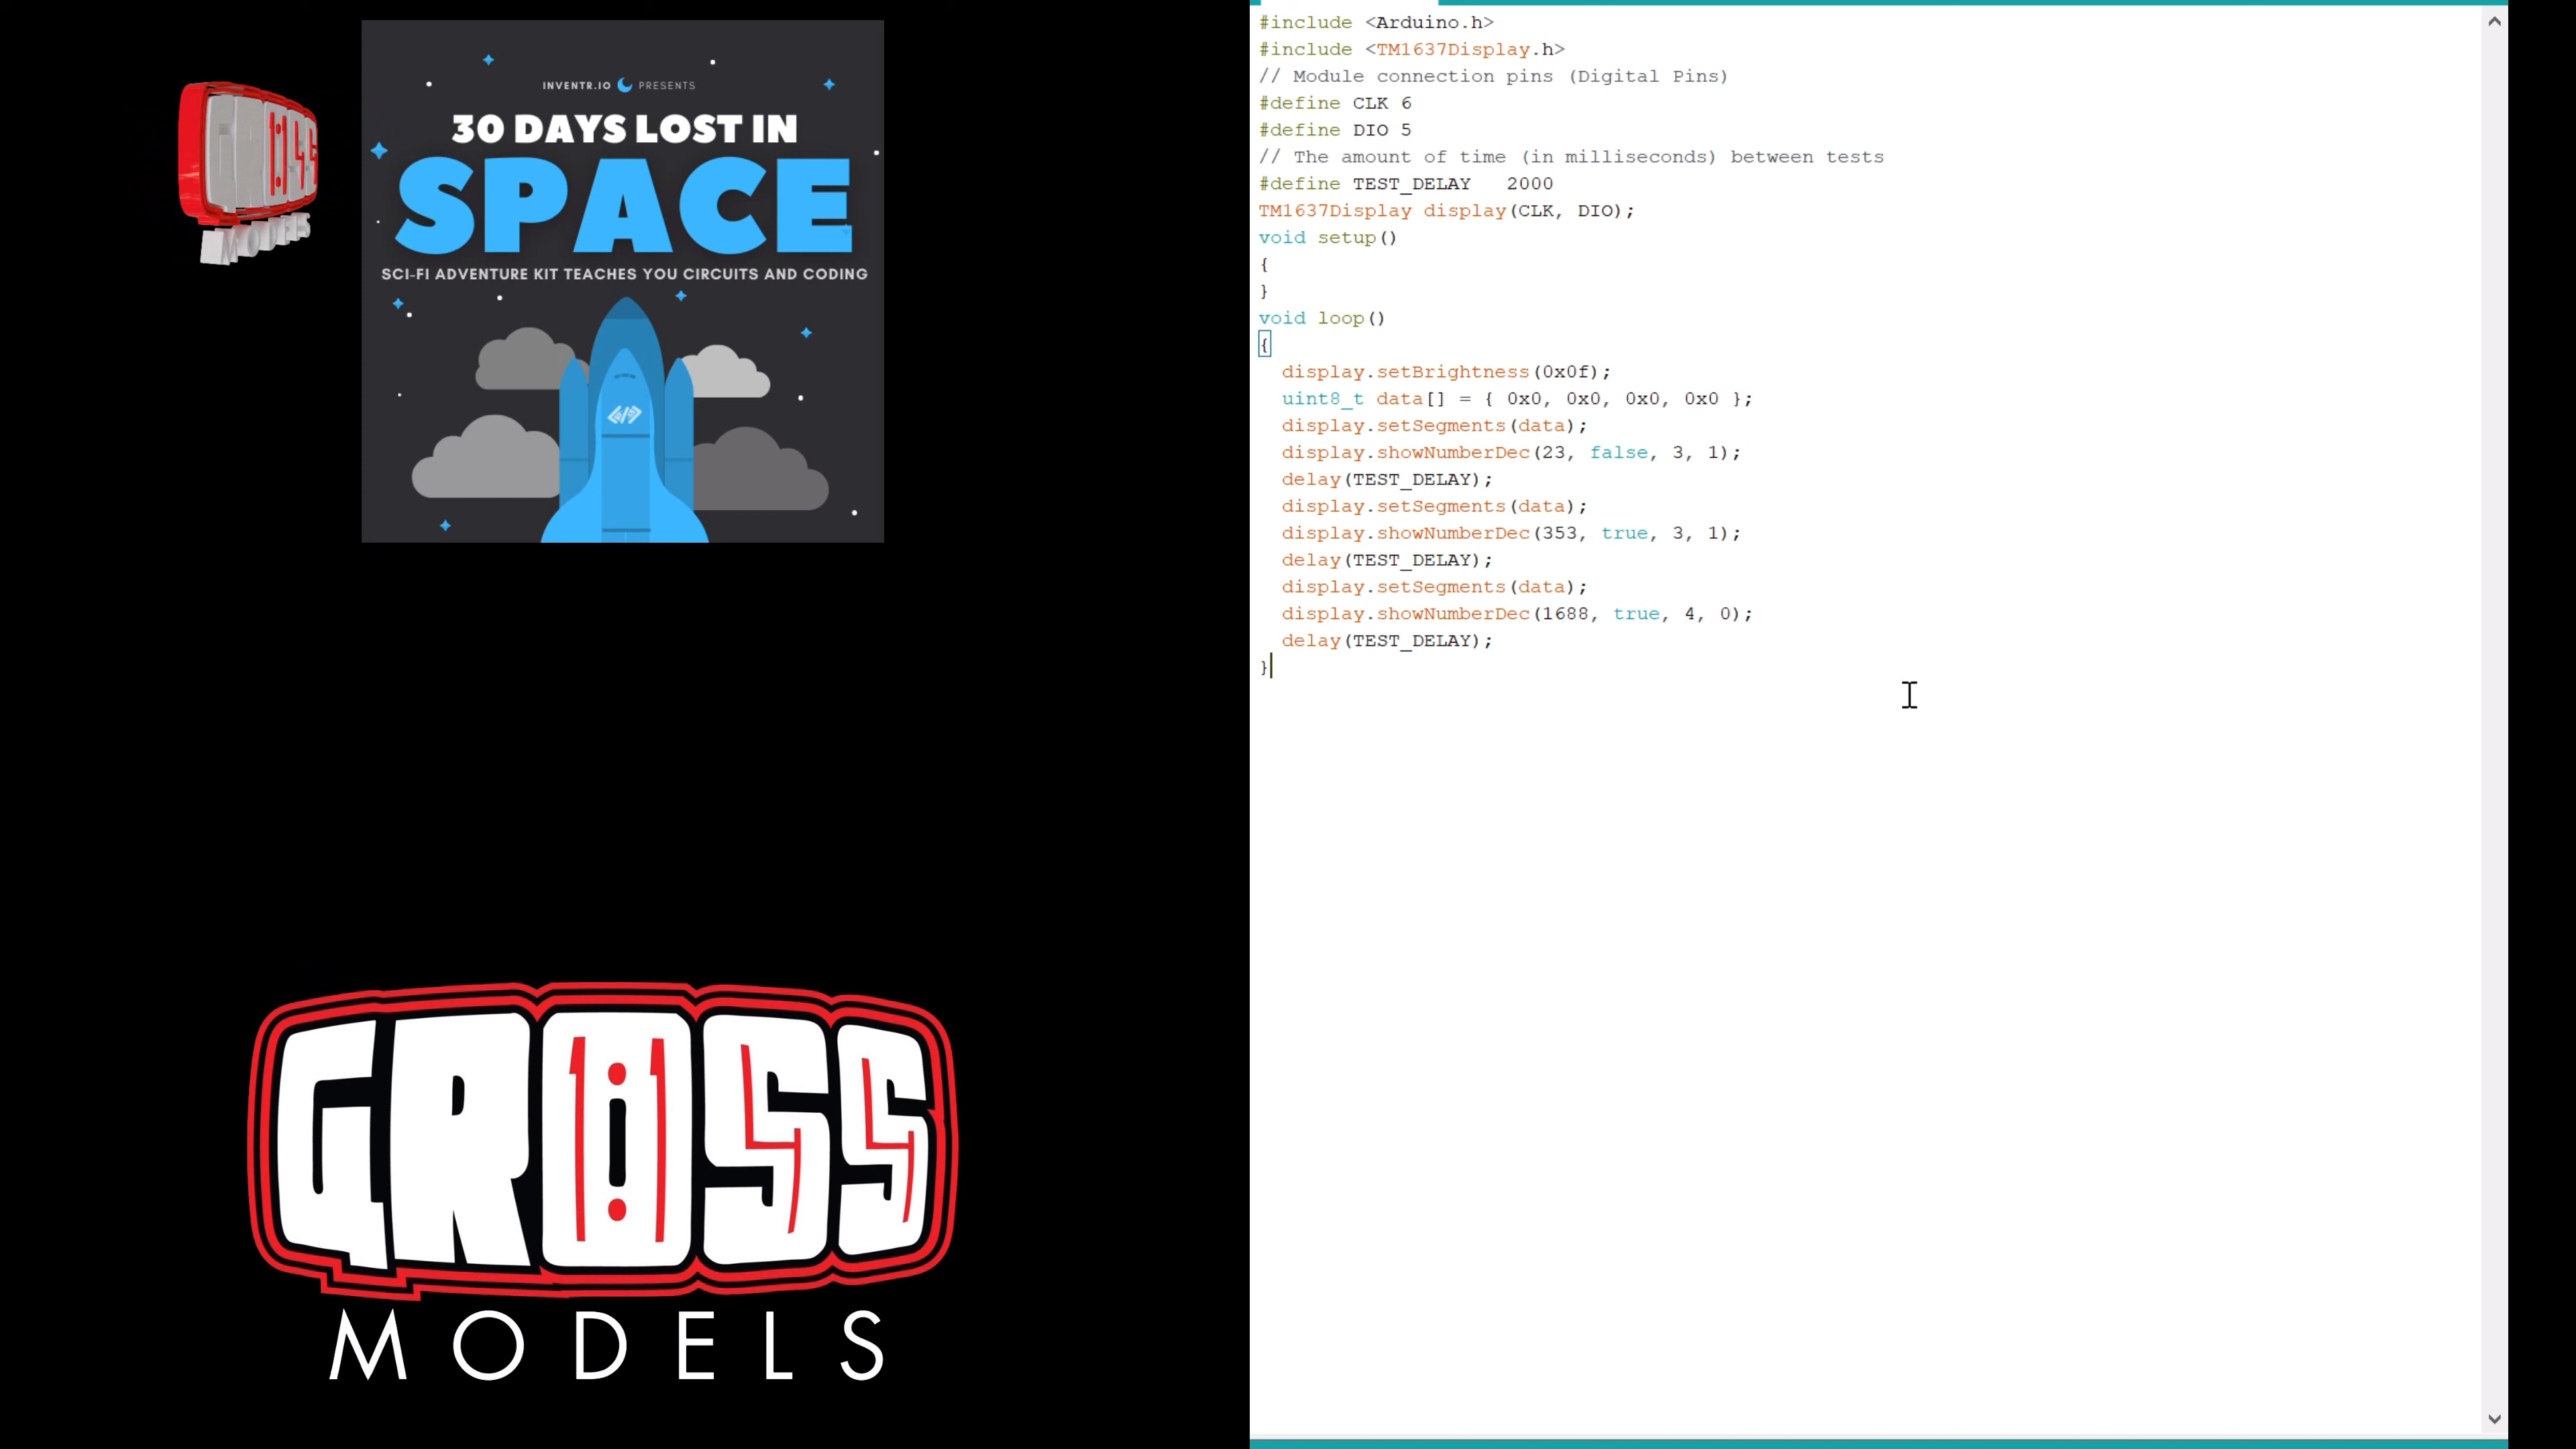 GROSS
MODELS
INVENTR.IO PRESENTS
30 DAYS LOST IN
SPACE
SCI-FI ADVENTURE KIT TEACHES YOU CIRCUITS AND CODING
GROSS
MODELS
#include <Arduino.h>
#include <TM1637Display.h>
// Module connection pins (Digital Pins)
#define CLK 6
#define DIO 5
// The amount of time (in milliseconds) between tests
#define TEST_DELAY   2000
TM1637Display display(CLK, DIO);
void setup()
{
}
void loop()
{
  display.setBrightness(0x0f);
  uint8_t data[] = { 0x0, 0x0, 0x0, 0x0 };
  display.setSegments(data);
  display.showNumberDec(23, false, 3, 1);
  delay(TEST_DELAY);
  display.setSegments(data);
  display.showNumberDec(353, true, 3, 1);
  delay(TEST_DELAY);
  display.setSegments(data);
  display.showNumberDec(1688, true, 4, 0);
  delay(TEST_DELAY);
}